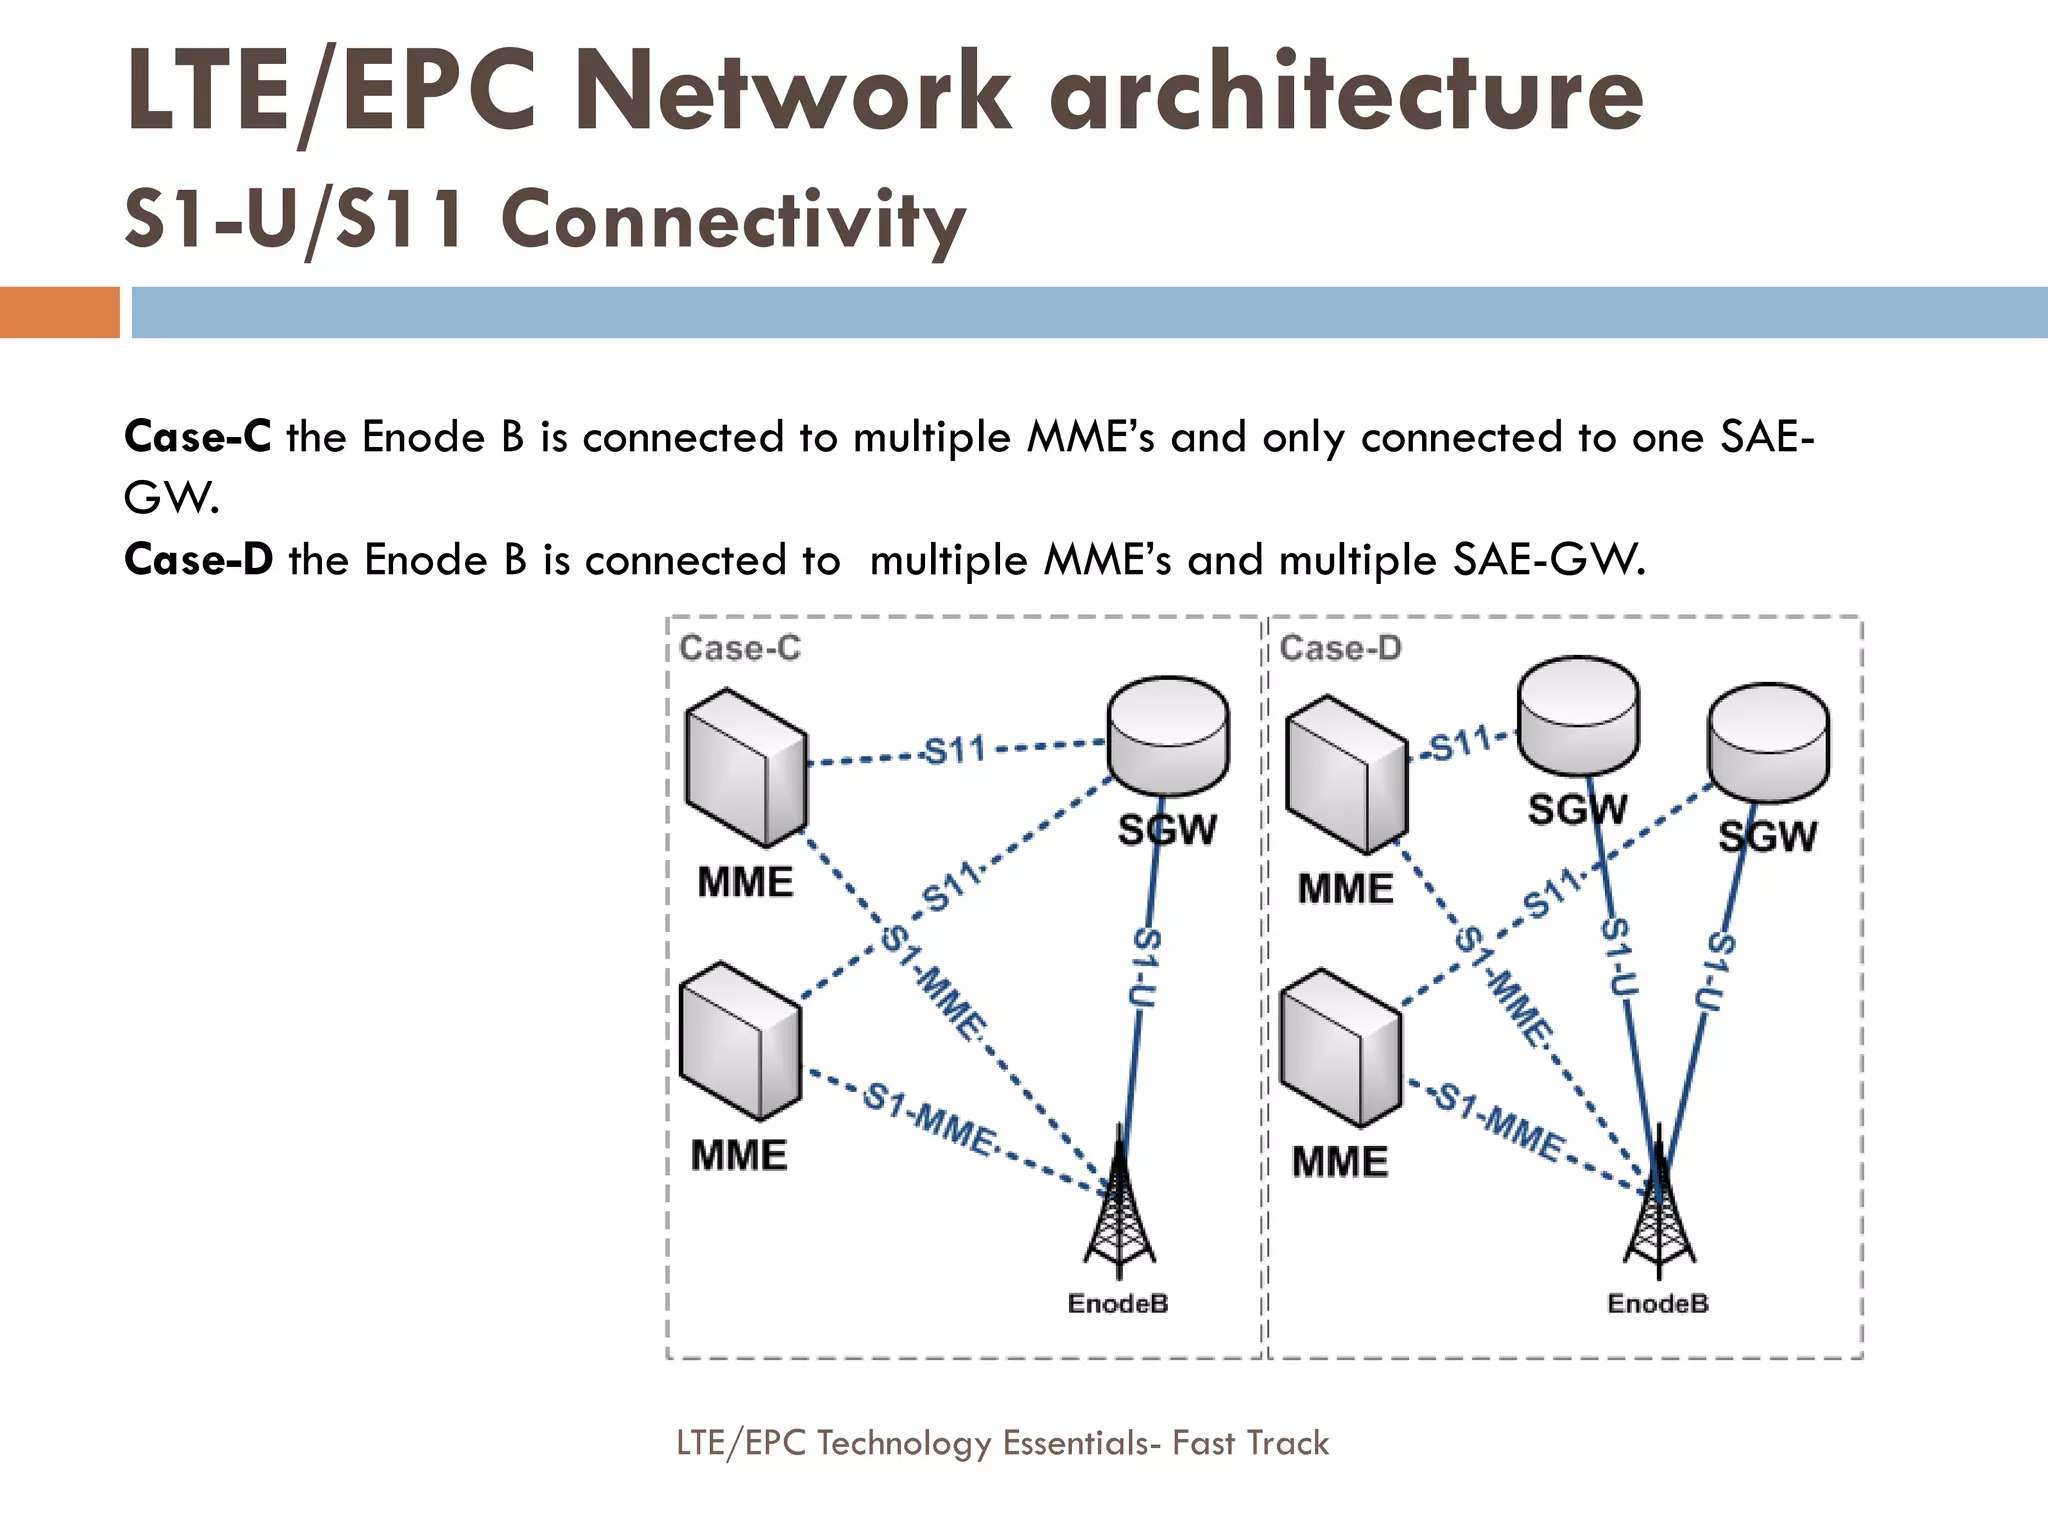 LTE/EPC Network architecture
S1-U/S11 Connectivity
Case-C the Enode B is connected to multiple MME’s and only connected to one SAE-
GW.
Case-D the Enode B is connected to  multiple MME’s and multiple SAE-GW.
Case-C
S11
SGW
MME
S11
S1-MME
S1-U
MME
S1-MME
EnodeB
Case-D
S11
SGW
SGW
MME
S11
S1-MME
S1-U
S1-U
MME
S1-MME
EnodeB
LTE/EPC Technology Essentials- Fast Track